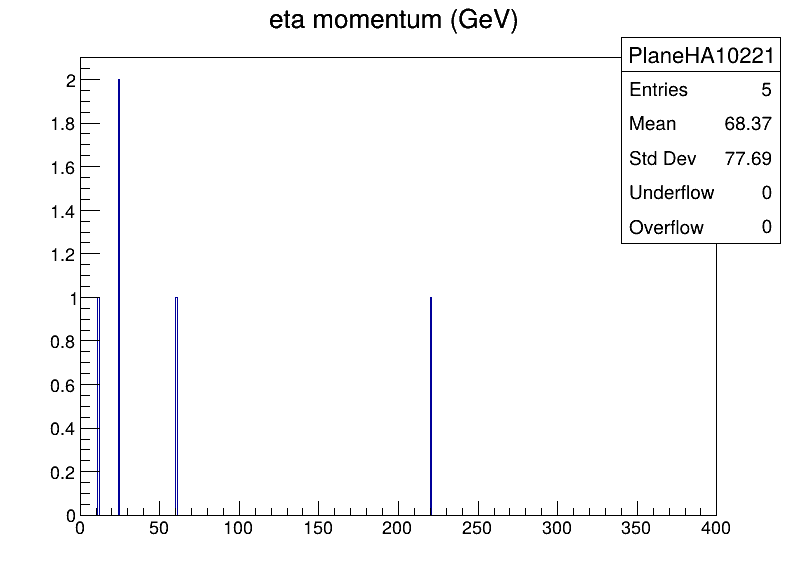 eta momentum (GeV)
PlaneHA10221
Entries 5
Mean 68.37
Std Dev 77.69
Underflow 0
Overflow 0
2
1.8
1.6
1.4
1.2
1
0.8
0.6
0.4
0.2
0
0 50 100 150 200 250 300 350 400